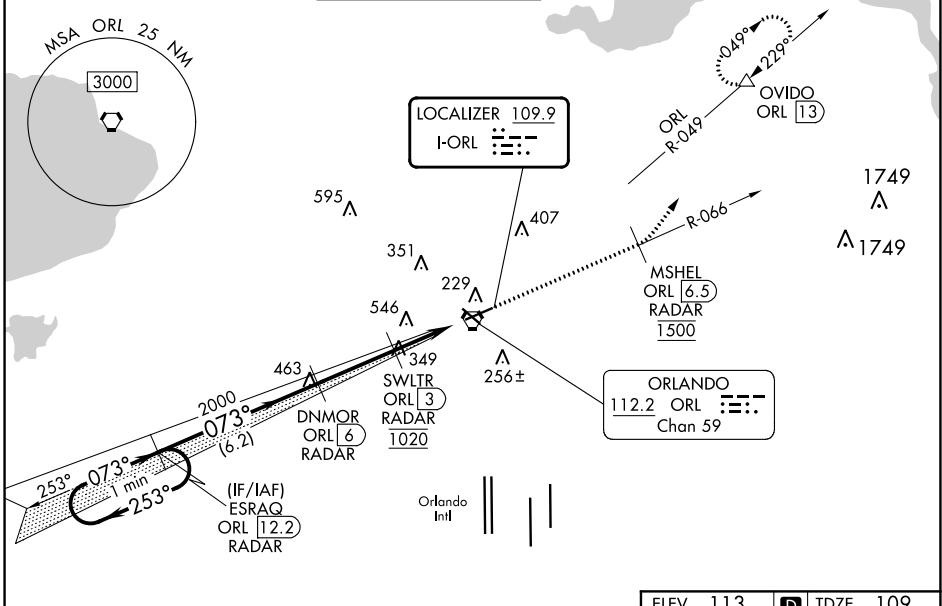 MSA ORL 25 NM
3000
LOCALIZER 109.9
I-ORL
049°
229°
OVIDO
ORL 13
ORL
R-049
1749
1749
595
407
R-066
351
MSHEL
ORL 6.5
RADAR
1500
229
546
349
256±
463
SWLTR
ORL 3
RADAR
1020
ORLANDO
112.2 ORL
Chan 59
2000
073°
(6.2)
DNMOR
ORL 6
RADAR
253°
073°
1 min
253°
(IF/IAF)
ESRAQ
ORL 12.2
RADAR
Orlando
Intl
ELEV 113 D TDZE 109